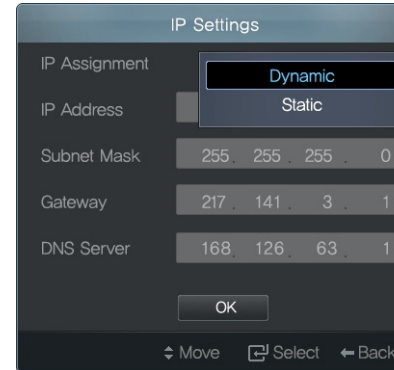 IP Settings
IP Assignment
Dynamic
Static
IP Address
Subnet Mask 255. 255. 255. 0
Gateway 217. 141. 3. 1
DNS Server 168. 126. 63. 1
OK
Move Select Back